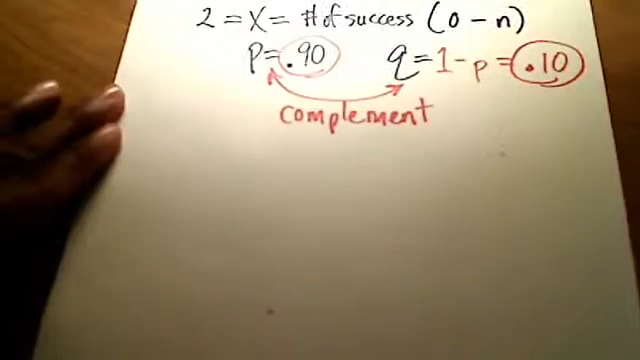 2 = X = # of success (0 - n)
p = .90 q = 1 - p = .10
complement